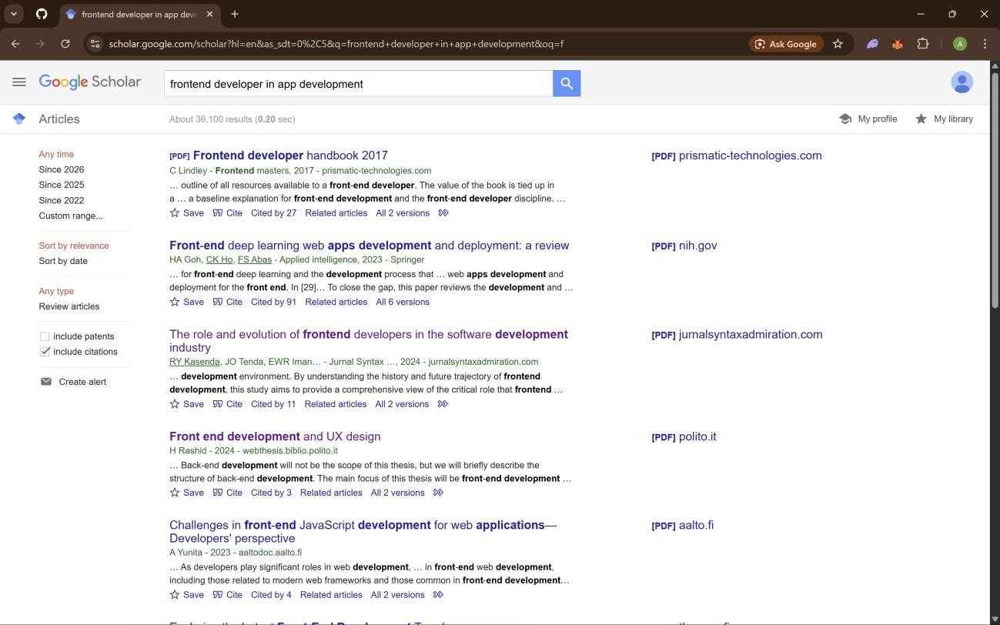 frontend developer in app deve
scholar.google.com/scholar?hl=en&as_sdt=0%2C5&q=frontend+developer+in+app+development&oq=f
Ask Google
A
Google Scholar
frontend developer in app development
Articles
About 36,100 results (0.20 sec)
My profile
My library
Any time
Since 2026
Since 2025
Since 2022
Custom range...
Sort by relevance
Sort by date
Any type
Review articles
include patents
include citations
Create alert
[PDF] Frontend developer handbook 2017
C Lindley - Frontend masters, 2017 - prismatic-technologies.com
… outline of all resources available to a front-end developer. The value of the book is tied up in
a … a baseline explanation for front-end development and the front-end developer discipline. …
Save Cite Cited by 27 Related articles All 2 versions
[PDF] prismatic-technologies.com
Front-end deep learning web apps development and deployment: a review
HA Goh, CK Ho, FS Abas - Applied intelligence, 2023 - Springer
… for front-end deep learning and the development process that … web apps development and
deployment for the front end. In [29]… To close the gap, this paper reviews the development and …
Save Cite Cited by 91 Related articles All 6 versions
[PDF] nih.gov
The role and evolution of frontend developers in the software development
industry
RY Kasenda, JO Tenda, EWR Iman… - Jurnal Syntax …, 2024 - jurnalsyntaxadmiration.com
… development environment. By understanding the history and future trajectory of frontend
development, this study aims to provide a comprehensive view of the critical role that frontend …
Save Cite Cited by 11 Related articles All 2 versions
[PDF] jurnalsyntaxadmiration.com
Front end development and UX design
H Rashid - 2024 - webthesis.biblio.polito.it
… Back-end development will not be the scope of this thesis, but we will briefly describe the
structure of back-end development. The main focus of this thesis will be front-end development …
Save Cite Cited by 3 Related articles All 2 versions
[PDF] polito.it
Challenges in front-end JavaScript development for web applications—
Developers' perspective
A Yunita - 2023 - aaltodoc.aalto.fi
… As developers play significant roles in web development, … in front-end web development,
including those related to modern web frameworks and those common in front-end development…
Save Cite Cited by 4 Related articles All 2 versions
[PDF] aalto.fi